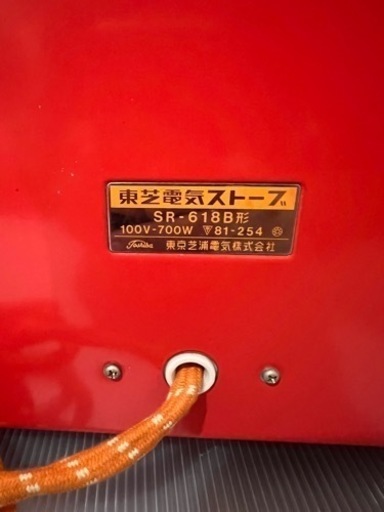 東芝電気ストーブ
SR-618B形
100V-700W ▽81-254
Toshiba 東京芝浦電気株式会社